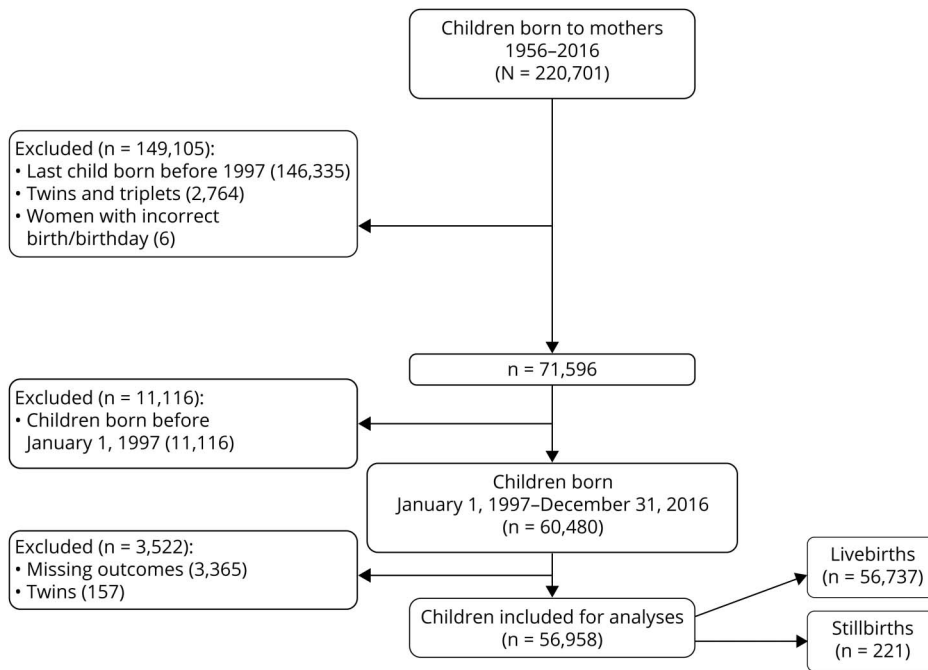 Children born to mothers
1956–2016
(N = 220,701)
Excluded (n = 149,105):
• Last child born before 1997 (146,335)
• Twins and triplets (2,764)
• Women with incorrect
birth/birthday (6)
n = 71,596
Excluded (n = 11,116):
• Children born before
January 1, 1997 (11,116)
Children born
January 1, 1997–December 31, 2016
(n = 60,480)
Excluded (n = 3,522):
• Missing outcomes (3,365)
• Twins (157)
Children included for analyses
(n = 56,958)
Livebirths
(n = 56,737)
Stillbirths
(n = 221)